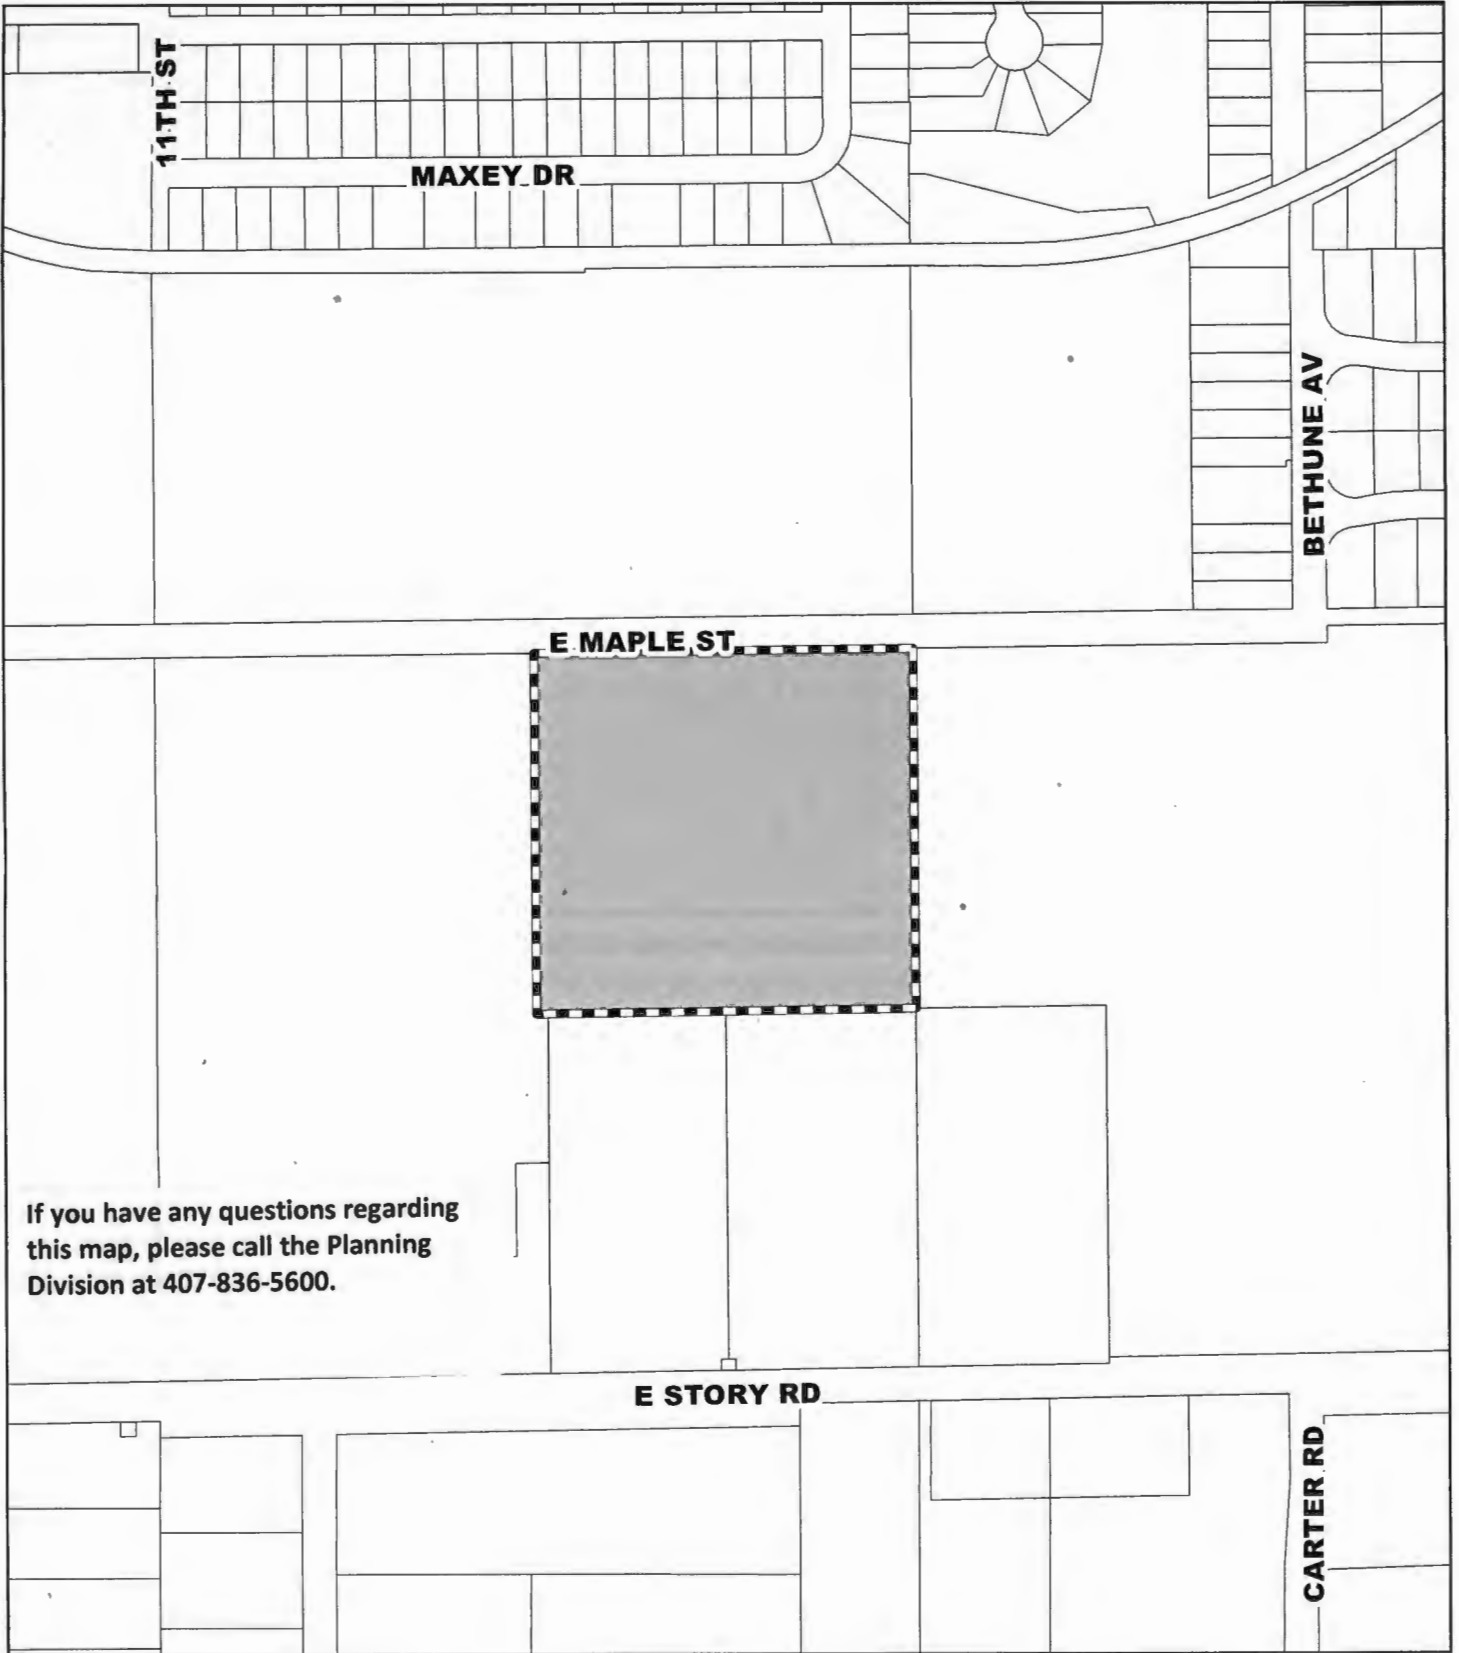 11TH ST
MAXEY DR
BETHUNE AV
E MAPLE ST
If you have any questions regarding
this map, please call the Planning
Division at 407-836-5600.
E STORY RD
CARTER RD